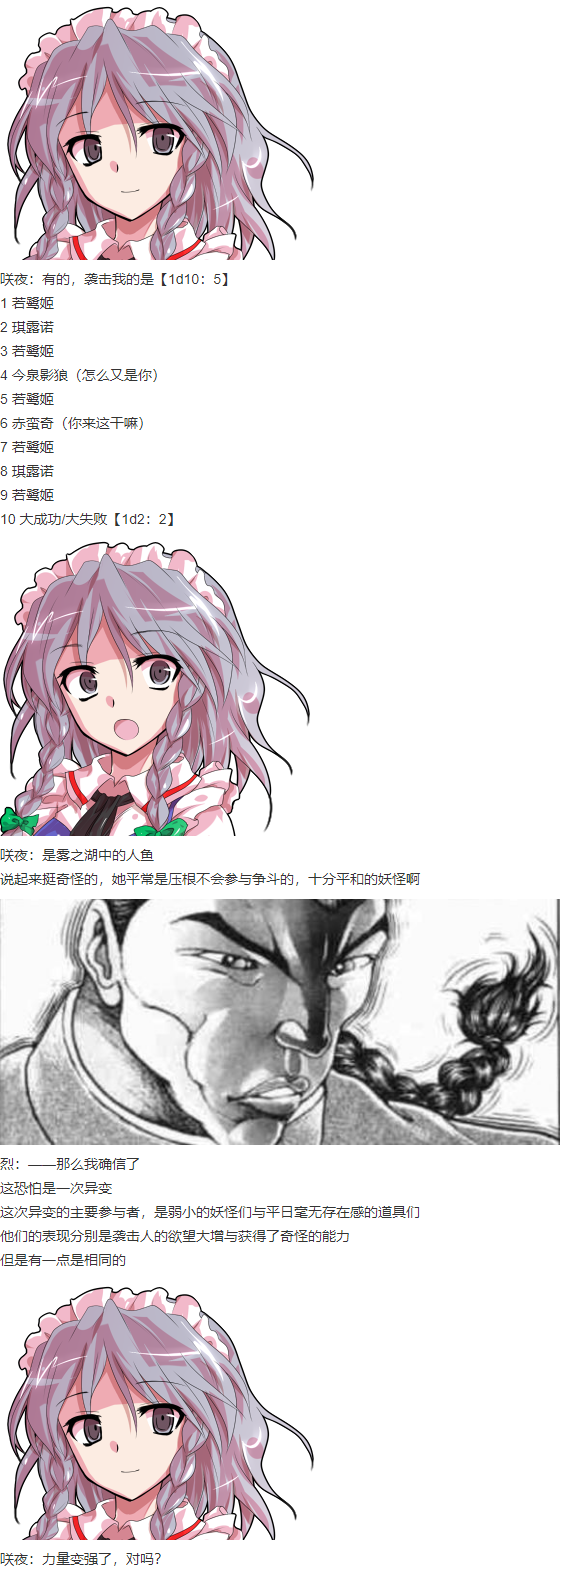 咲夜：有的，袭击我的是【1d10：5】
1 若鹭姬
2 琪露诺
3 若鹭姬
4 今泉影狼（怎么又是你）
5 若鹭姬
6 赤蛮奇（你来这干嘛）
7 若鹭姬
8 琪露诺
9 若鹭姬
10 大成功/大失败【1d2：2】
咲夜：是雾之湖中的人鱼
说起来挺奇怪的，她平常是压根不会参与争斗的，十分平和的妖怪啊
烈：——那么我确信了
这恐怕是一次异变
这次异变的主要参与者，是弱小的妖怪们与平日毫无存在感的道具们
他们的表现分别是袭击人的欲望大增与获得了奇怪的能力
但是有一点是相同的
咲夜：力量变强了，对吗？